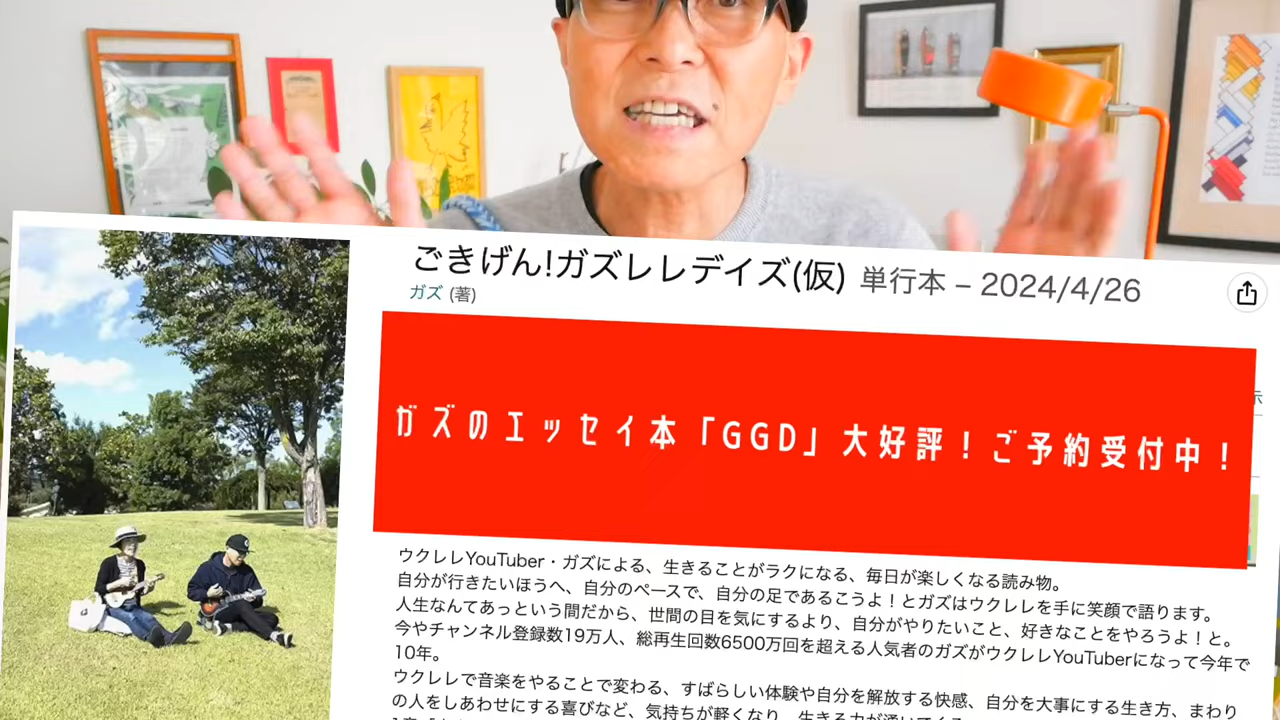 ごきげん!ガズレレデイズ(仮) 単行本 – 2024/4/26
ガズ (著)
ガズのエッセイ本「GGD」大好評！ご予約受付中！
ウクレレYouTuber・ガズによる、生きることがラクになる、毎日が楽しくなる読み物。
自分が行きたいほうへ、自分のペースで、自分の足であるこうよ！とガズはウクレレを手に笑顔で語ります。
人生なんてあっという間だから、世間の目を気にするより、自分がやりたいこと、好きなことをやろうよ！と。
今やチャンネル登録数19万人、総再生回数6500万回を超える人気者のガズがウクレレYouTuberになって今年で
10年。
ウクレレで音楽をやることで変わる、すばらしい体験や自分を解放する快感、自分を大事にする生き方、まわり
の人をしあわせにする喜びなど、気持ちが軽くなり、生きる力が湧いてくる